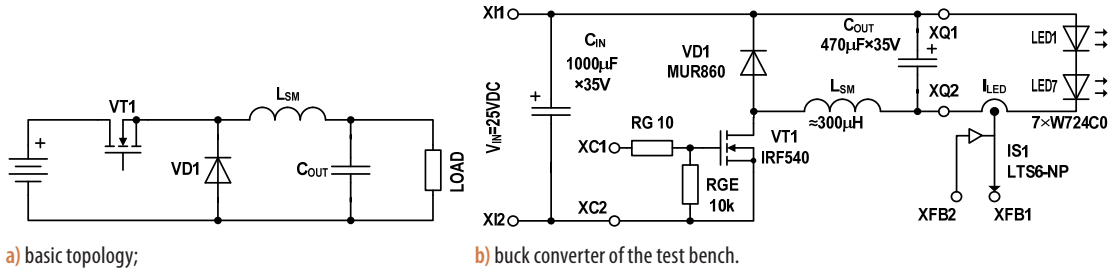 VT1
+
VD1
LSM
COUT
LOAD
a) basic topology;
XI1
CIN
1000µF
×35V
+
VIN=25VDC
XI2
XC1
XC2
RG 10
RGE
10k
VD1
MUR860
VT1
IRF540
LSM
≈300µH
COUT
470µF×35V
+
XQ1
XQ2
ILED
LED1
LED7
7×W724C0
IS1
LTS6-NP
XFB2
XFB1
b) buck converter of the test bench.